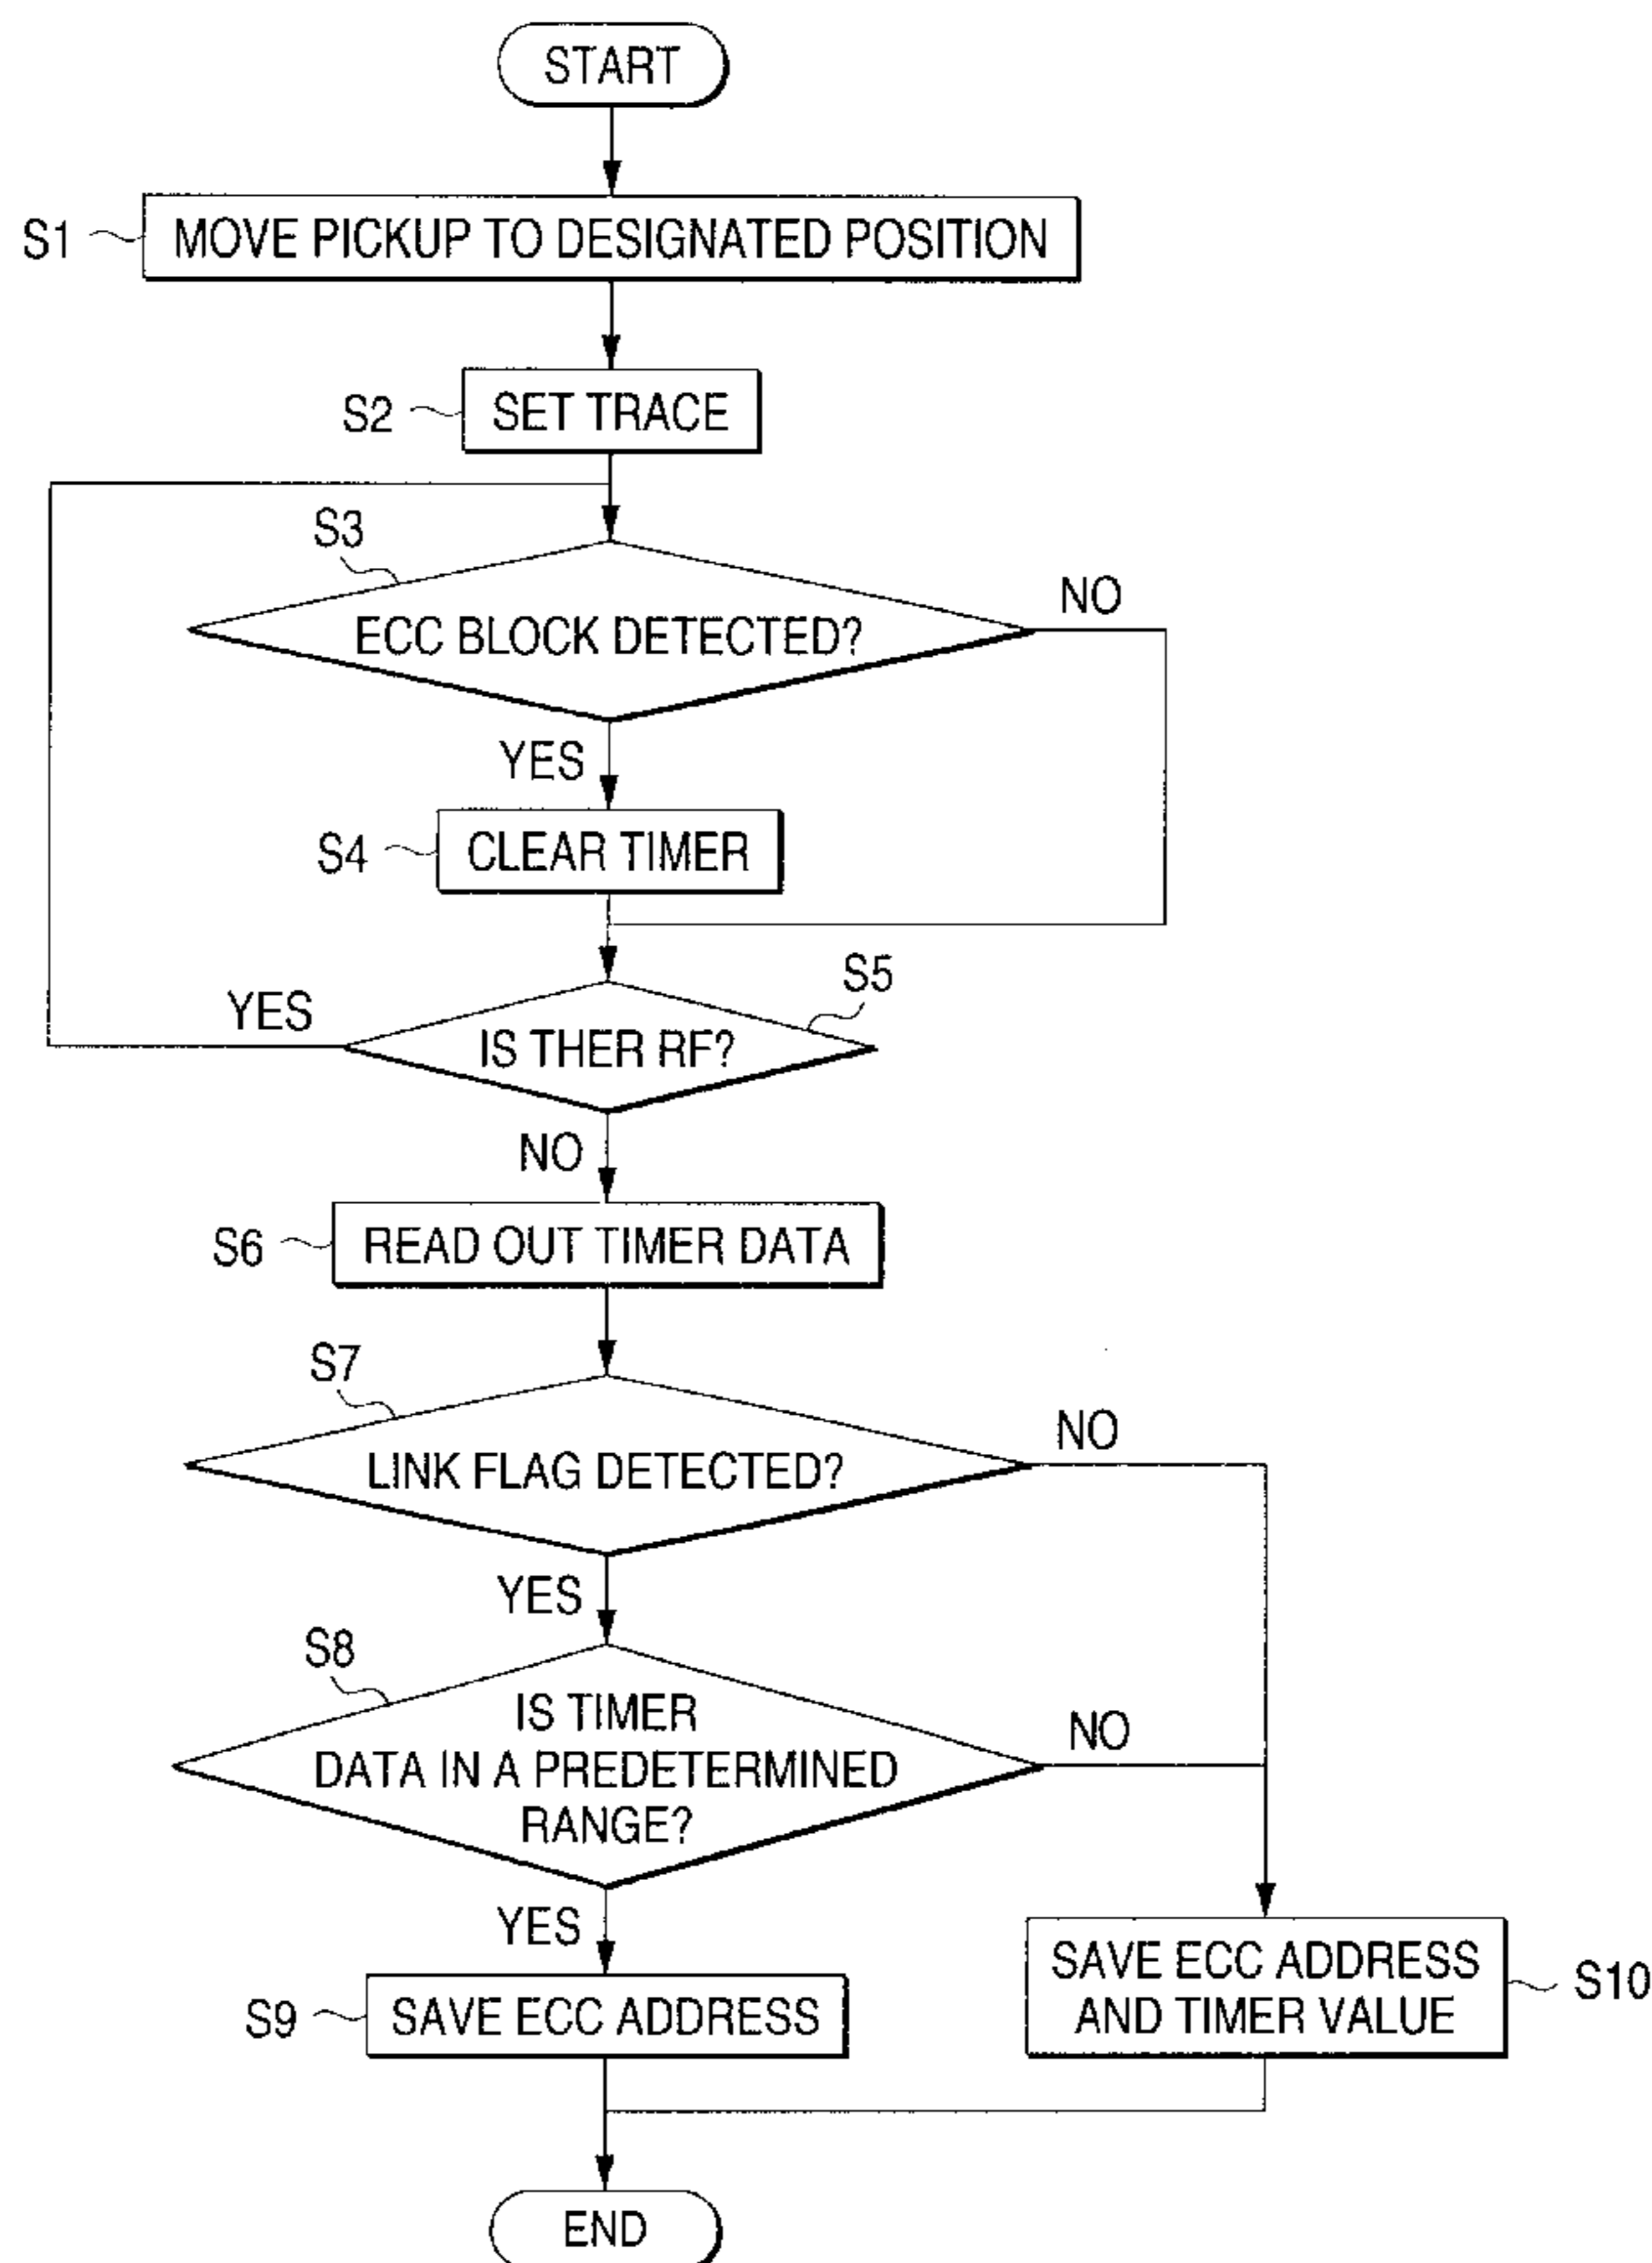 START
S1
MOVE PICKUP TO DESIGNATED POSITION
S2
SET TRACE
S3
NO
ECC BLOCK DETECTED?
YES
S4
CLEAR TIMER
S5
YES
IS THER RF?
NO
S6
READ OUT TIMER DATA
S7
NO
LINK FLAG DETECTED?
YES
S8
IS TIMER
DATA IN A PREDETERMINED
RANGE?
NO
YES
S9
SAVE ECC ADDRESS
SAVE ECC ADDRESS
AND TIMER VALUE
S10
END